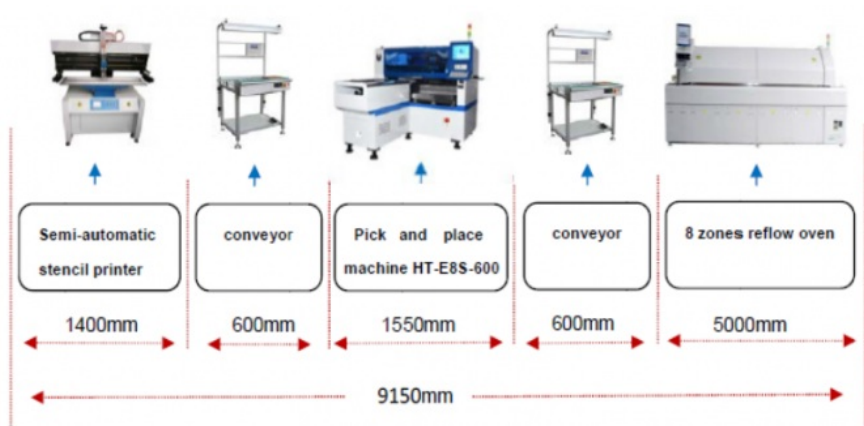 Semi-automatic
stencil printer
conveyor
Pick and place
machine HT-E8S-600
conveyor
8 zones reflow oven
1400mm
600mm
1550mm
600mm
5000mm
9150mm